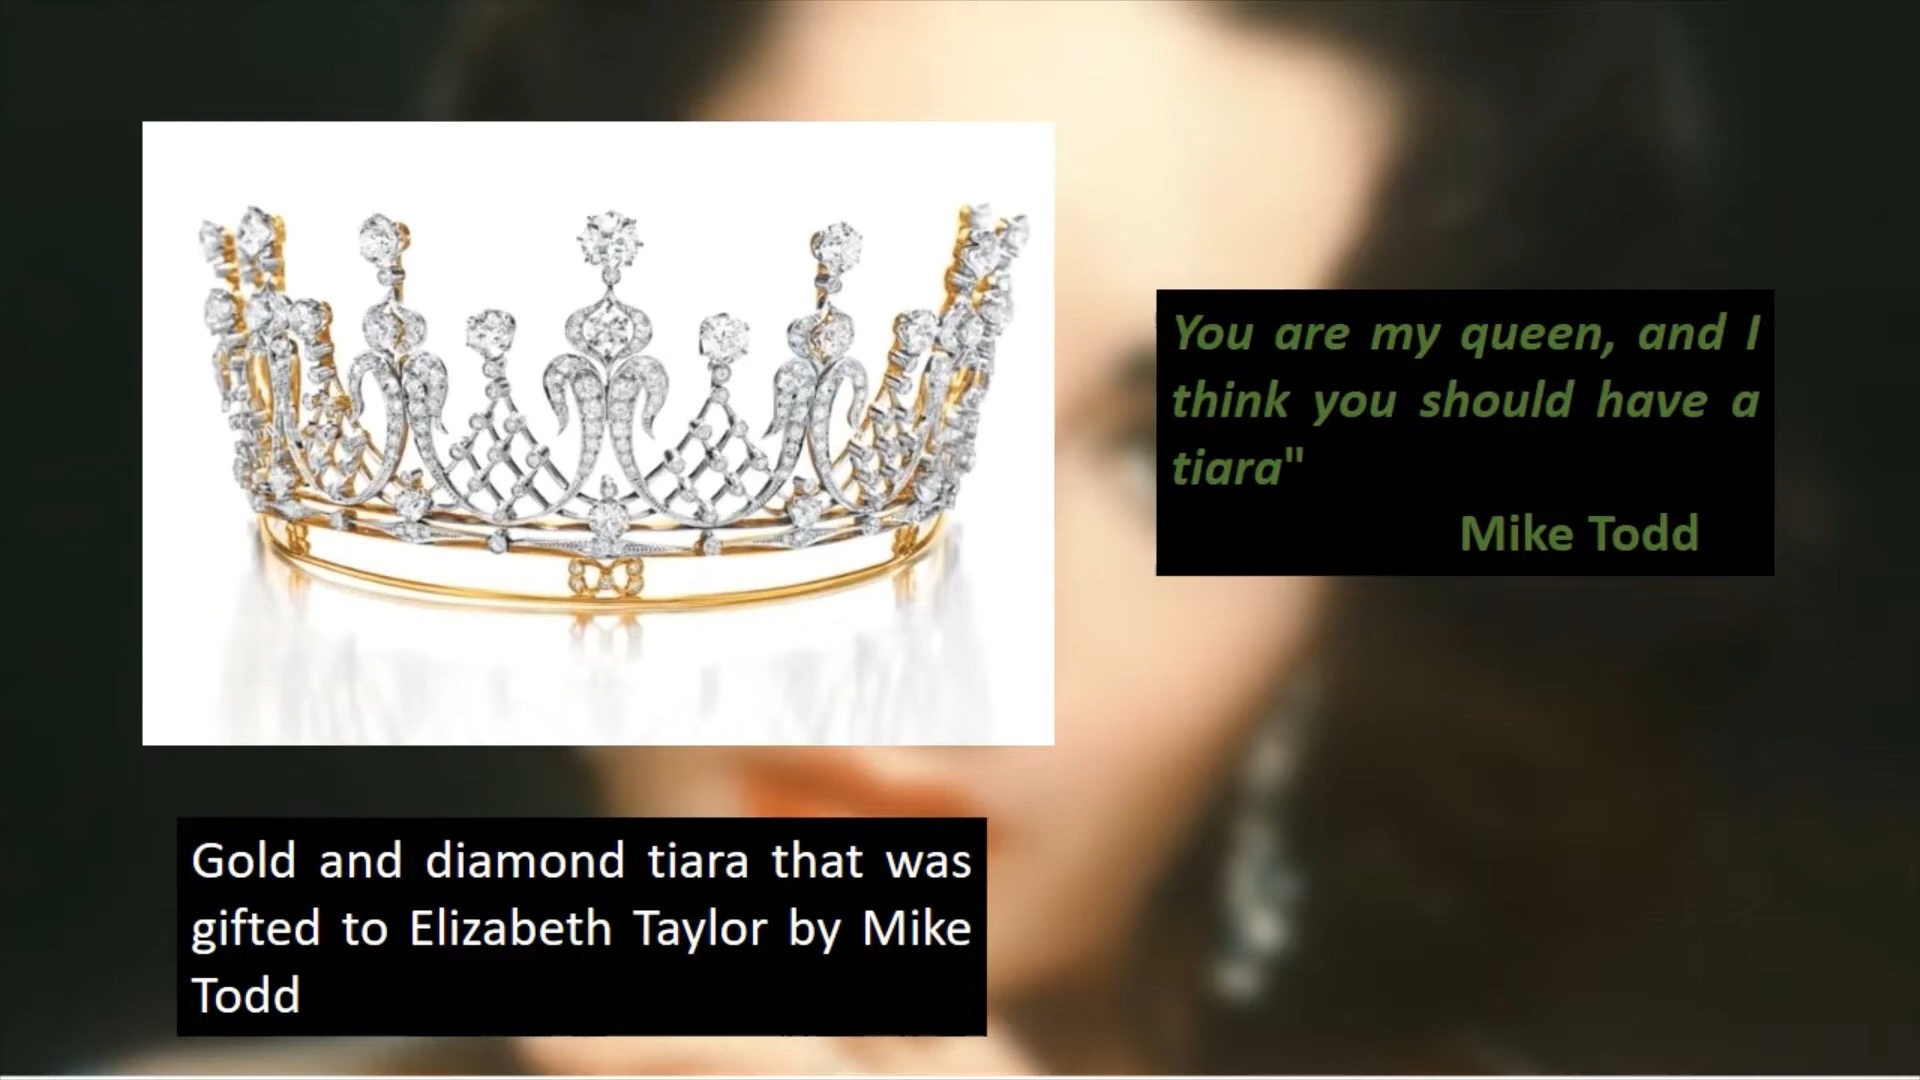 You are my queen, and I
think you should have a
tiara"
Mike Todd
Gold and diamond tiara that was
gifted to Elizabeth Taylor by Mike
Todd